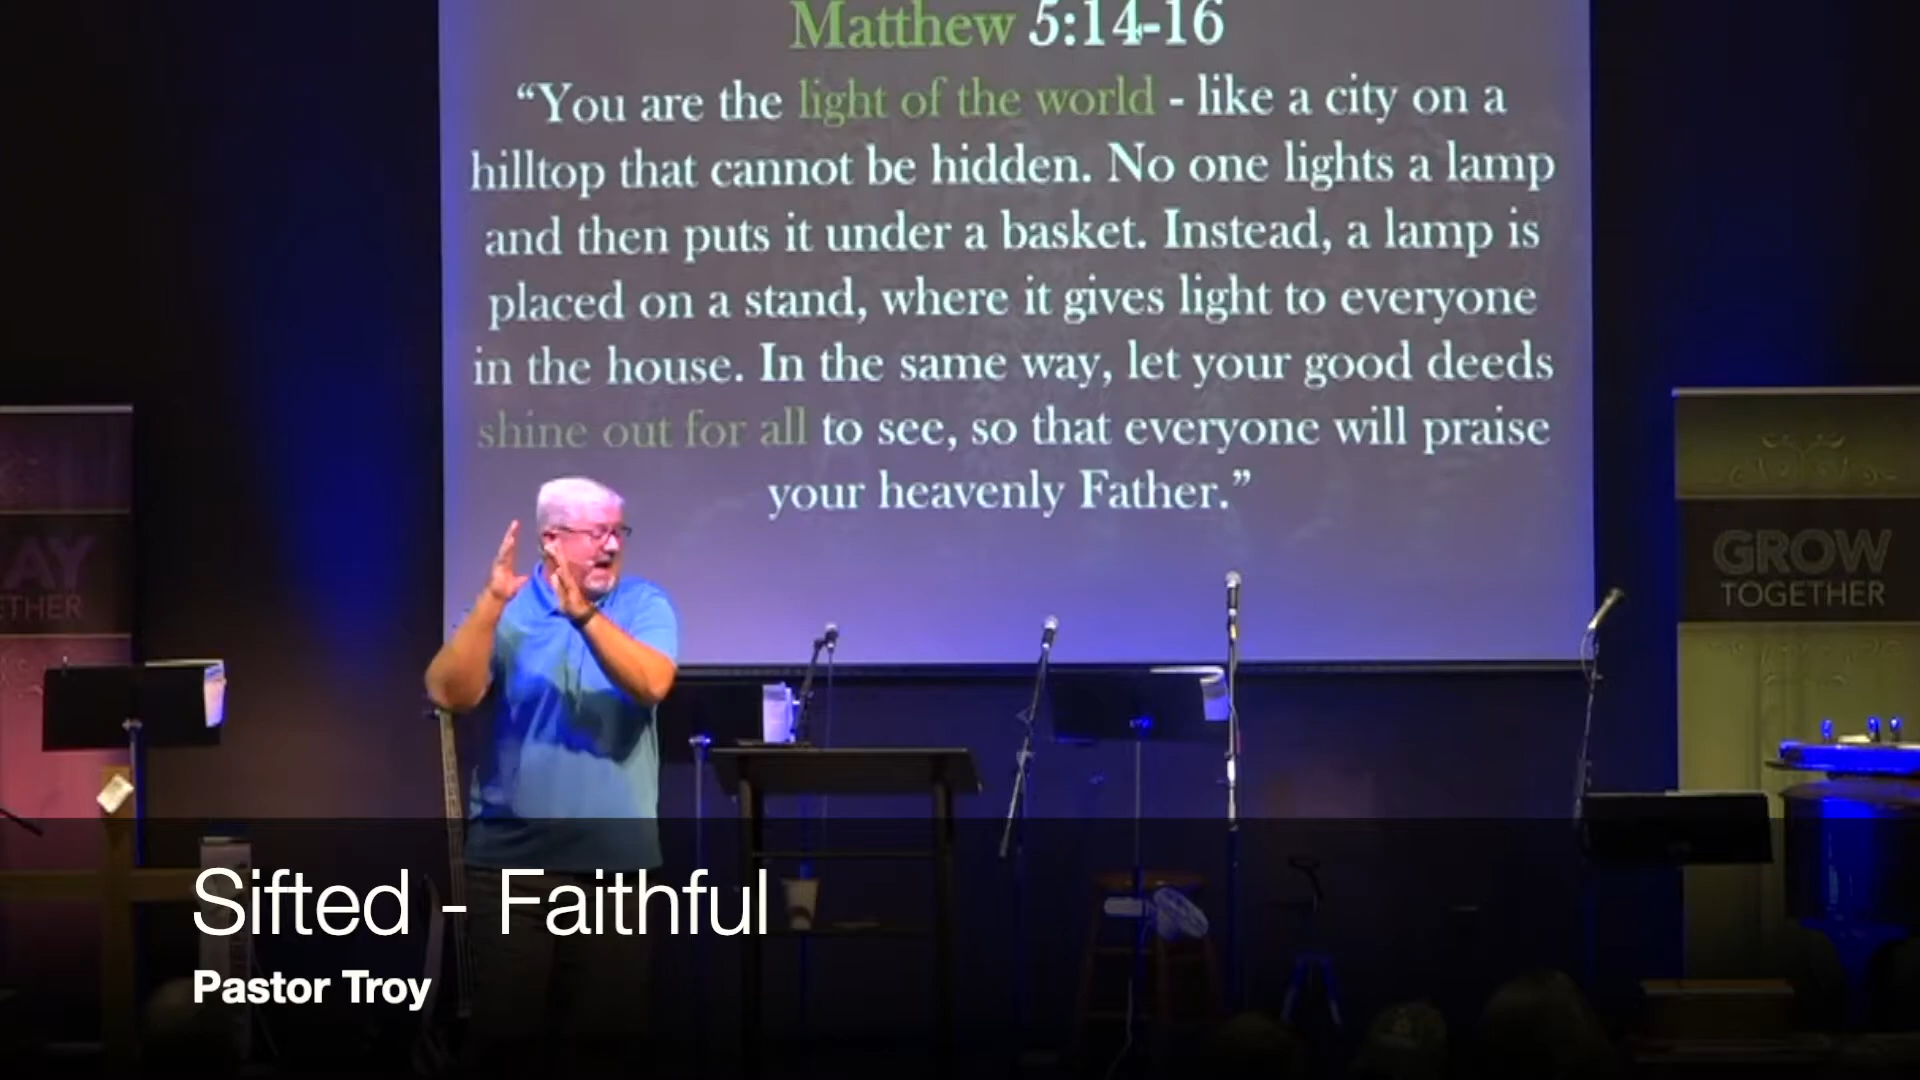 Matthew 5:14-16
“You are the light of the world - like a city on a
hilltop that cannot be hidden. No one lights a lamp
and then puts it under a basket. Instead, a lamp is
placed on a stand, where it gives light to everyone
in the house. In the same way, let your good deeds
shine out for all to see, so that everyone will praise
your heavenly Father.”
AY
ETHER
GROW
TOGETHER
Sifted - Faithful
Pastor Troy